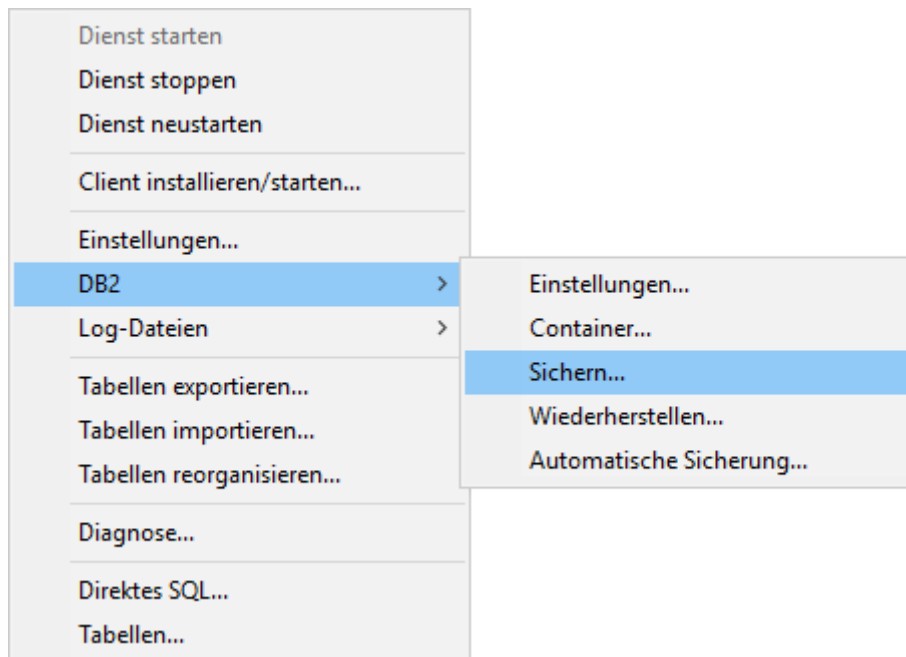 Dienst starten
Dienst stoppen
Dienst neustarten
Client installieren/starten...
Einstellungen...
DB2
Log-Dateien
Tabellen exportieren...
Tabellen importieren...
Tabellen reorganisieren...
Diagnose...
Direktes SQL...
Tabellen...
Einstellungen...
Container...
Sichern...
Wiederherstellen...
Automatische Sicherung...